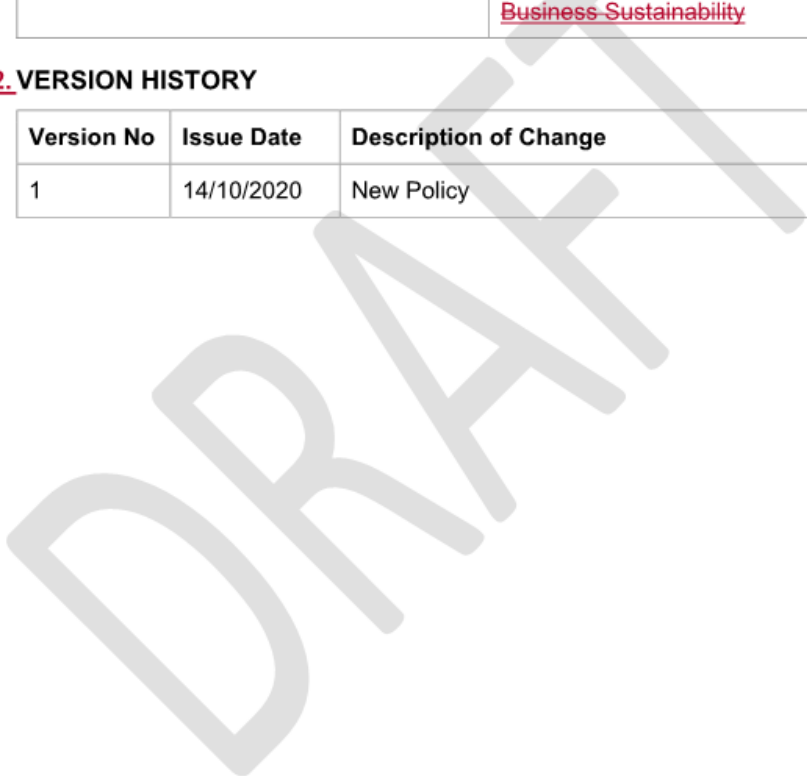 Business Sustainability
2. VERSION HISTORY
Version No Issue Date Description of Change
1 14/10/2020 New Policy
DRAFT